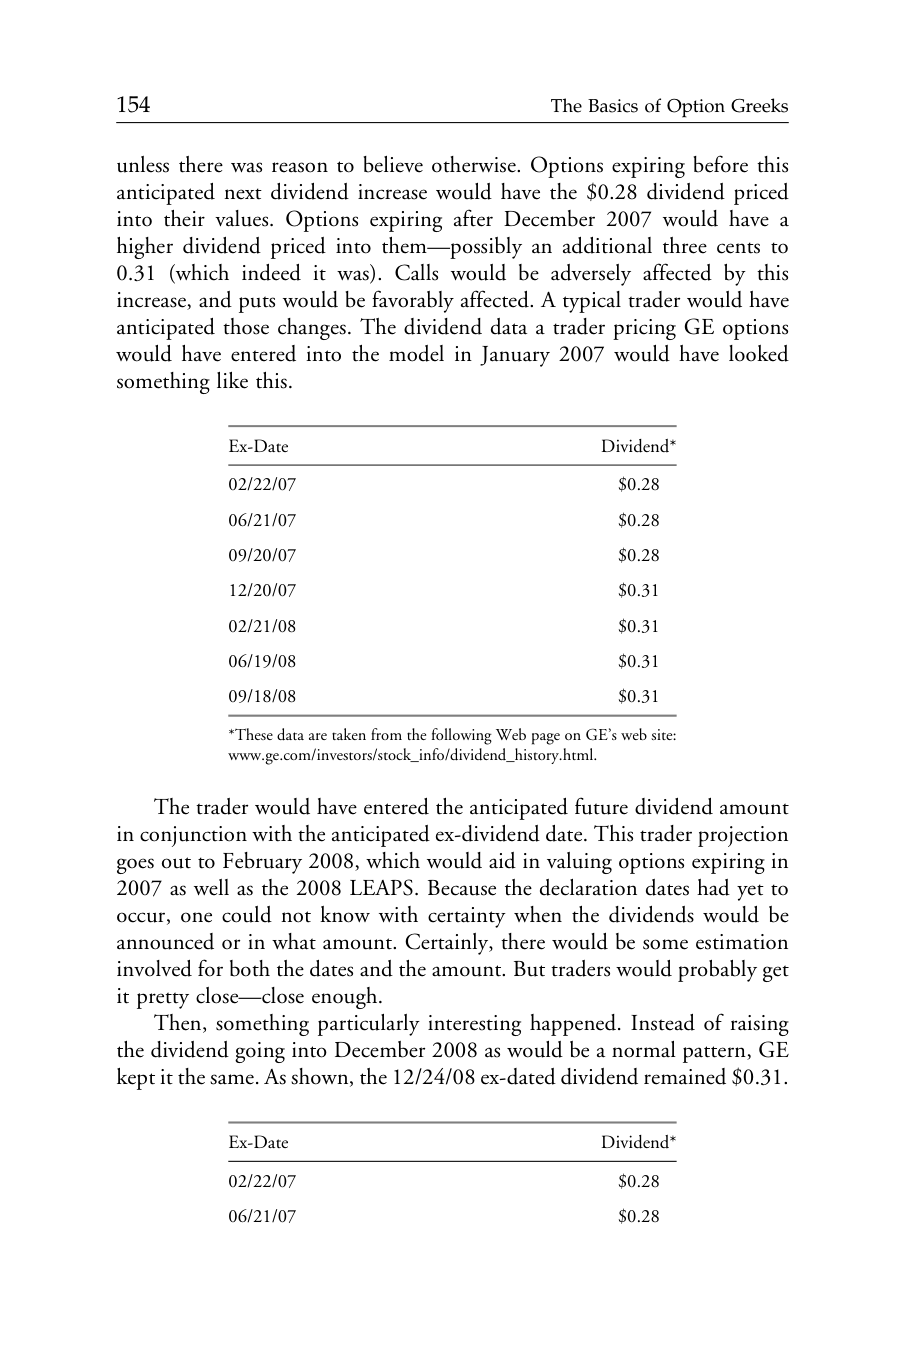 154 The Basics of Option Greeks
unless there was reason to believe otherwise. Options expiring before this
anticipated next dividend increase would have the $0.28 dividend priced
into their values. Options expiring after December 2007 would have a
higher dividend priced into them—possibly an additional three cents to
0.31 (which indeed it was). Calls would be adversely affected by this
increase, and puts would be favorably affected. A typical trader would have
anticipated those changes. The dividend data a trader pricing GE options
would have entered into the model in January 2007 would have looked
something like this.
Ex-Date Dividend*
02/22/07 $0.28
06/21/07 $0.28
09/20/07 $0.28
12/20/07 $0.31
02/21/08 $0.31
06/19/08 $0.31
09/18/08 $0.31
*These data are taken from the following Web page on GE's web site:
www.ge.com/investors/stock_info/dividend_history.html.
The trader would have entered the anticipated future dividend amount
in conjunction with the anticipated ex-dividend date. This trader projection
goes out to February 2008, which would aid in valuing options expiring in
2007 as well as the 2008 LEAPS. Because the declaration dates had yet to
occur, one could not know with certainty when the dividends would be
announced or in what amount. Certainly, there would be some estimation
involved for both the dates and the amount. But traders would probably get
it pretty close—close enough.
Then, something particularly interesting happened. Instead of raising
the dividend going into December 2008 as would be a normal pattern, GE
kept it the same. As shown, the 12/24/08 ex-dated dividend remained $0.31.
Ex-Date Dividend*
02/22/07 $0.28
06/21/07 $0.28